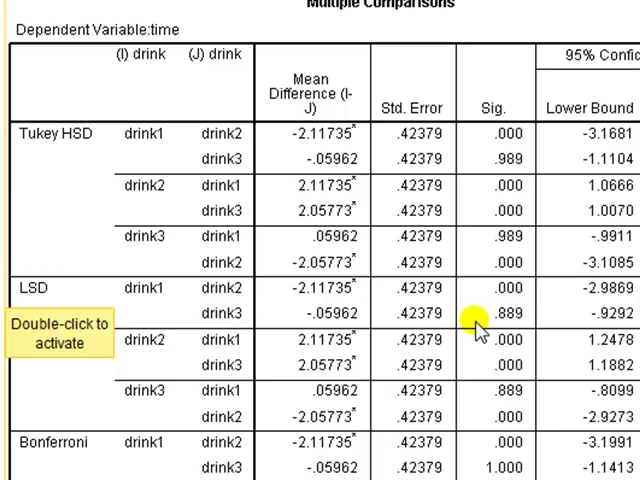 Multiple Comparisons
Dependent Variable:time
(I) drink (J) drink Mean Difference (I-J) Std. Error Sig. 95% Confic
Lower Bound
Tukey HSD drink1 drink2 -2.11735* .42379 .000 -3.1681
drink3 -.05962 .42379 .989 -1.1104
drink2 drink1 2.11735* .42379 .000 1.0666
drink3 2.05773* .42379 .000 1.0070
drink3 drink1 .05962 .42379 .989 -.9911
drink2 -2.05773* .42379 .000 -3.1085
LSD drink1 drink2 -2.11735* .42379 .000 -2.9869
drink3 -.05962 .42379 .889 -.9292
Double-click to
activate
drink2 drink1 2.11735* .42379 .000 1.2478
drink3 2.05773* .42379 .000 1.1882
drink3 drink1 .05962 .42379 .889 -.8099
drink2 -2.05773* .42379 .000 -2.9273
Bonferroni drink1 drink2 -2.11735* .42379 .000 -3.1991
drink3 -.05962 .42379 1.000 -1.1413